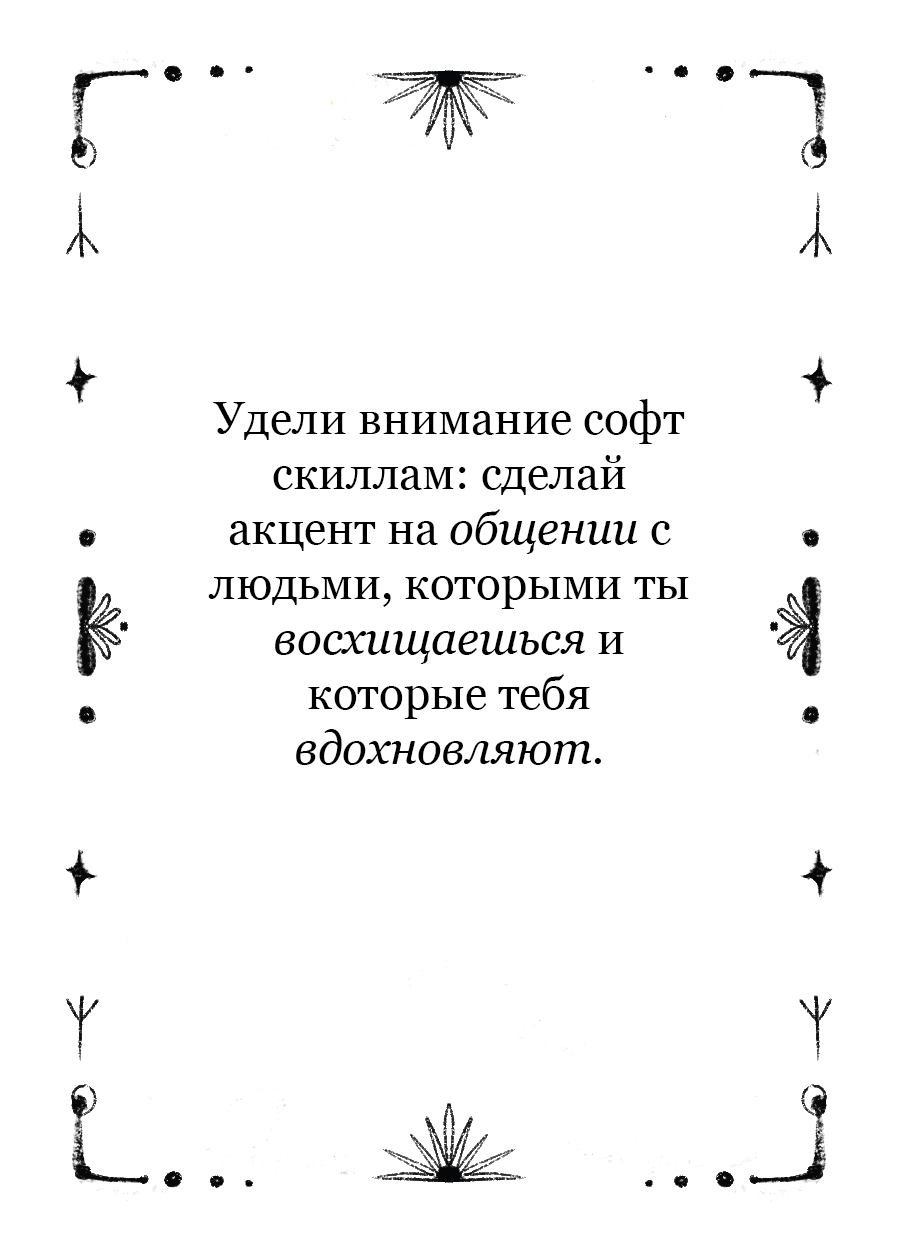 Удели внимание софт
скиллам: сделай
акцент на общении с
людьми, которыми ты
восхищаешься и
которые тебя
вдохновляют.